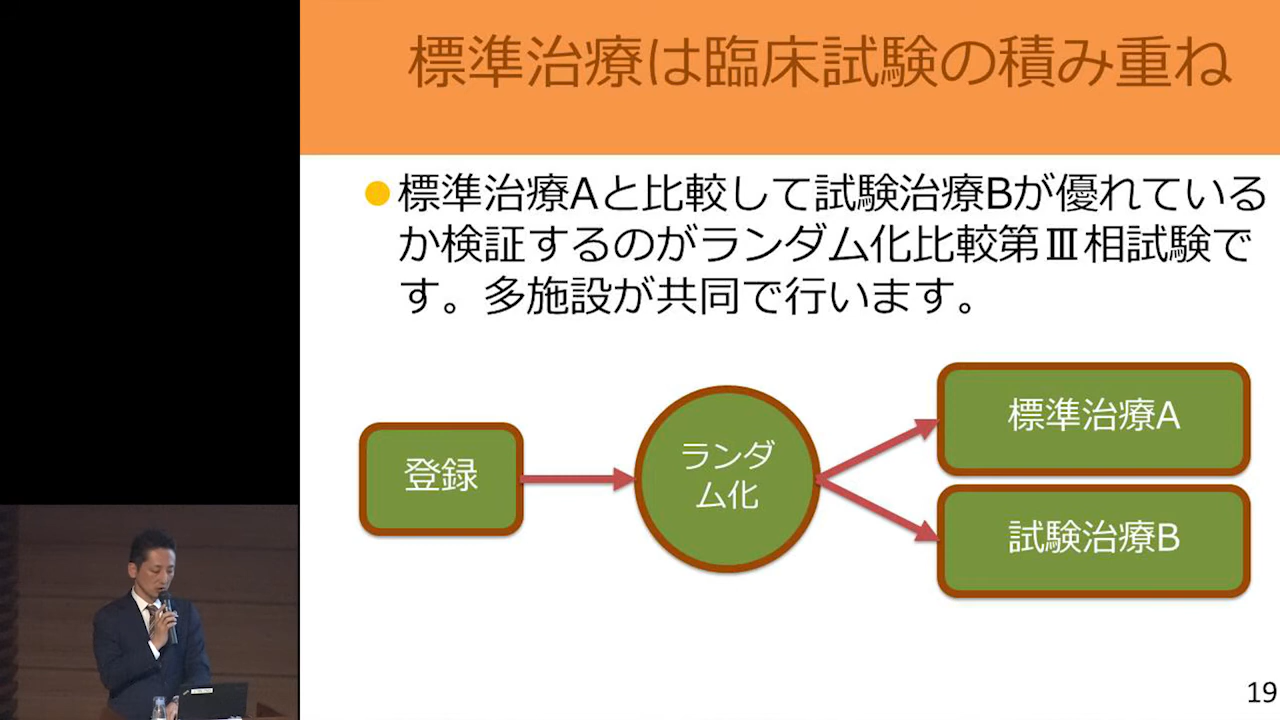 標準治療は臨床試験の積み重ね
標準治療Aと比較して試験治療Bが優れている
か検証するのがランダム化比較第Ⅲ相試験で
す。多施設が共同で行います。
登録
ランダ
ム化
標準治療A
試験治療B
19